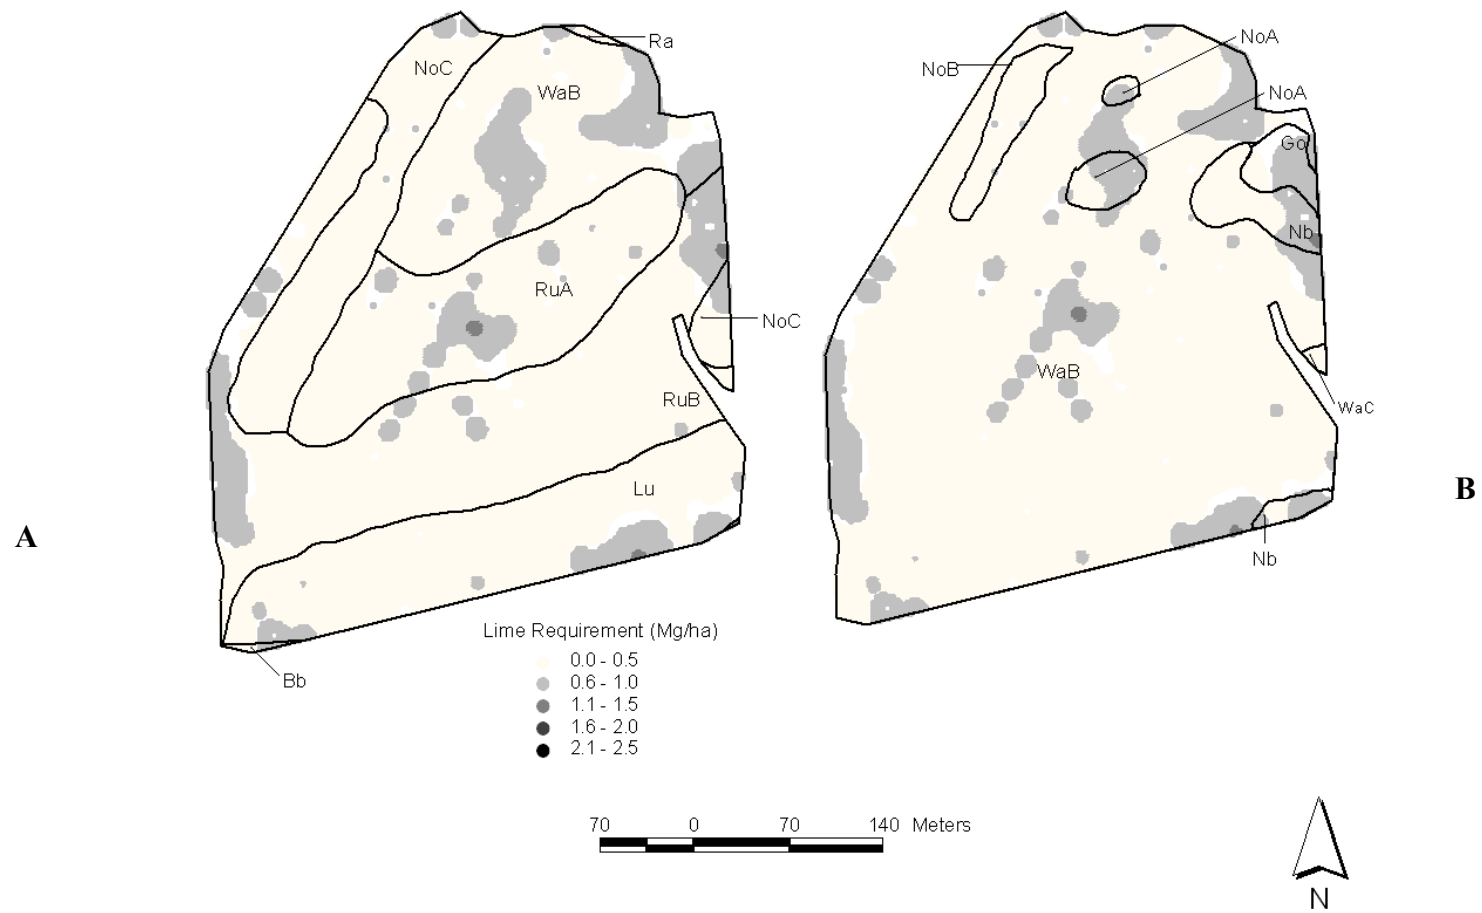 Ra
NoC
WaB
RuA
NoC
RuB
Lu
Bb
A
NoA
NoB
NoA
Go
Nb
WaB
WaC
Nb
B
Lime Requirement (Mg/ha)
0.0 - 0.5
0.6 - 1.0
1.1 - 1.5
1.6 - 2.0
2.1 - 2.5
70 0 70 140 Meters
N